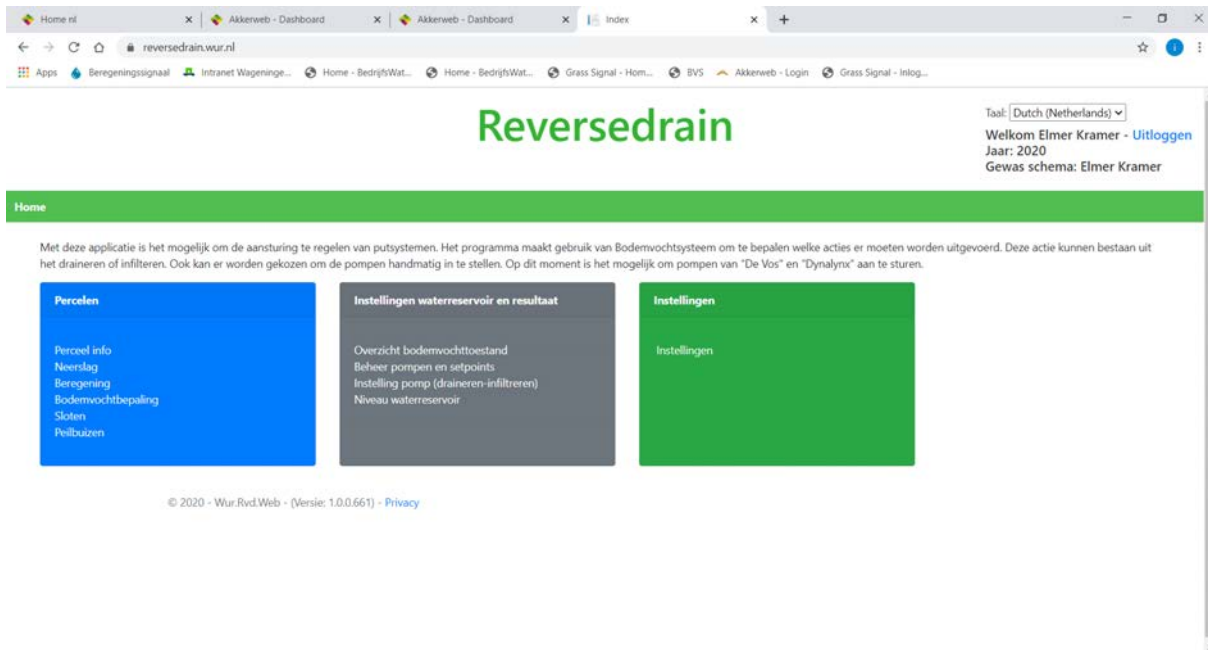 Home nl
Akkerweb - Dashboard
Akkerweb - Dashboard
Index
reversedrain.wur.nl
Apps
Beregeningssignaal
Intranet Wageninge...
Home - BedrijfsWat...
Home - BedrijfsWat...
Grass Signal - Hom...
BVS
Akkerweb - Login
Grass Signal - Inlog...
Reversedrain
Taal: Dutch (Netherlands)
Welkom Elmer Kramer - Uitloggen
Jaar: 2020
Gewas schema: Elmer Kramer
Home
Met deze applicatie is het mogelijk om de aansturing te regelen van putsystemen. Het programma maakt gebruik van Bodemvochtsysteem om te bepalen welke acties er moeten worden uitgevoerd. Deze actie kunnen bestaan uit
het draineren of infilteren. Ook kan er worden gekozen om de pompen handmatig in te stellen. Op dit moment is het mogelijk om pompen van "De Vos" en "Dynalynx" aan te sturen.
Percelen
Perceel info
Neerslag
Beregening
Bodemvochtbepaling
Sloten
Peilbuizen
Instellingen waterreservoir en resultaat
Overzicht bodemvochttoestand
Beheer pompen en setpoints
Instelling pomp (draineren-infiltreren)
Niveau waterreservoir
Instellingen
Instellingen
© 2020 - Wur.Rvd.Web - (Versie: 1.0.0.661) - Privacy